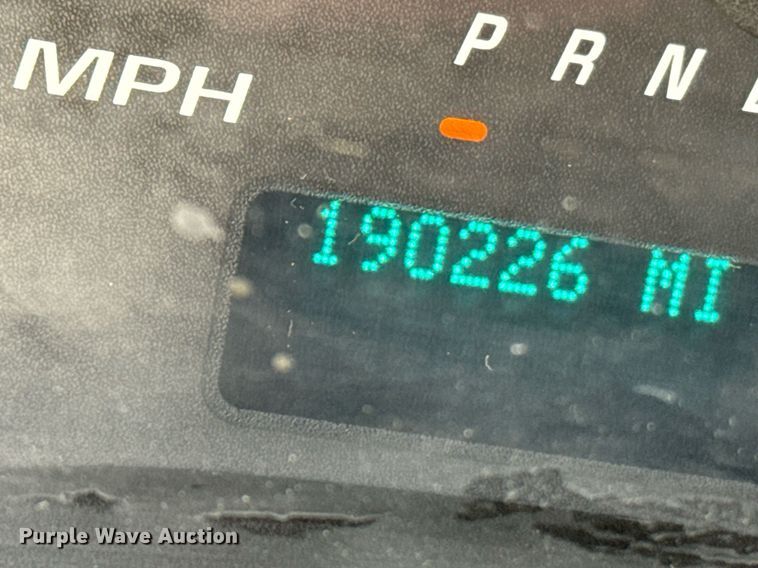 MPH
P R N
190226 MI
Purple Wave Auction